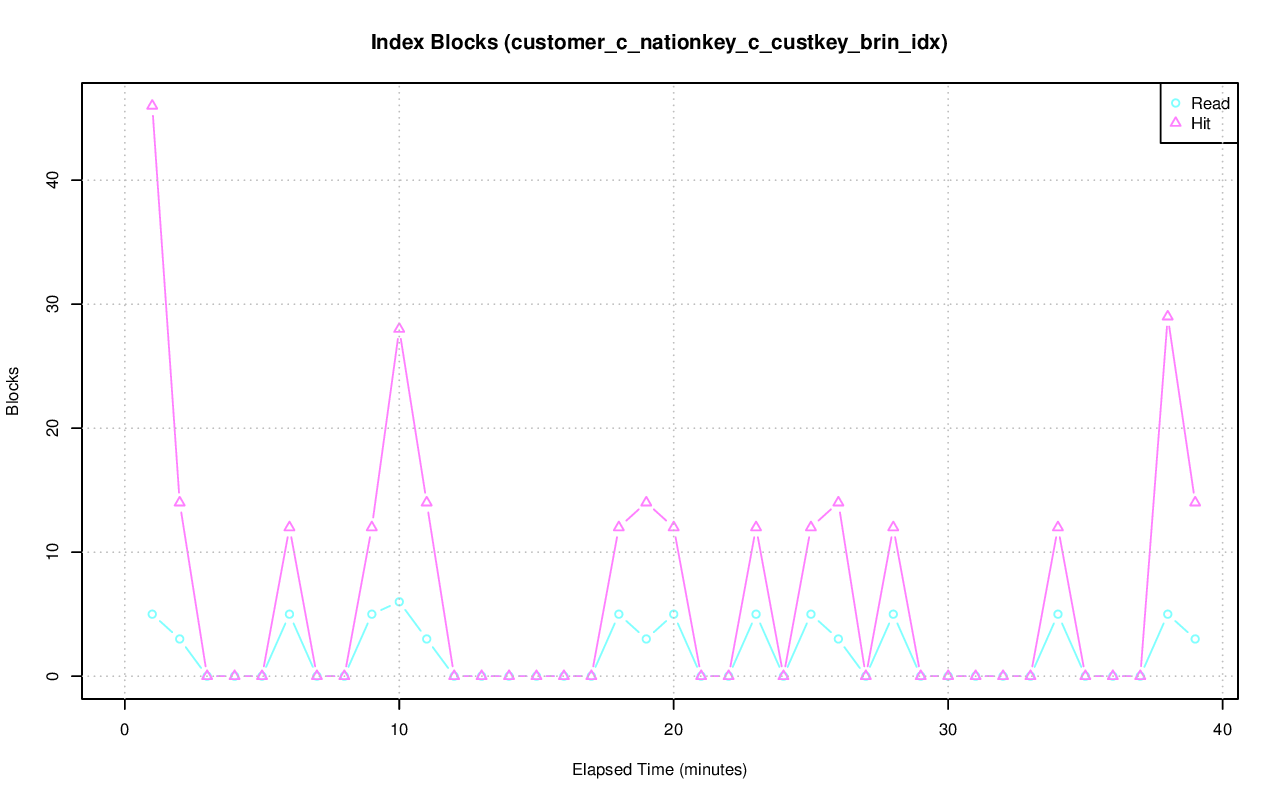 Index Blocks (customer_c_nationkey_c_custkey_brin_idx)
Read
Hit
Blocks
40
30
20
10
0
0 10 20 30 40
Elapsed Time (minutes)